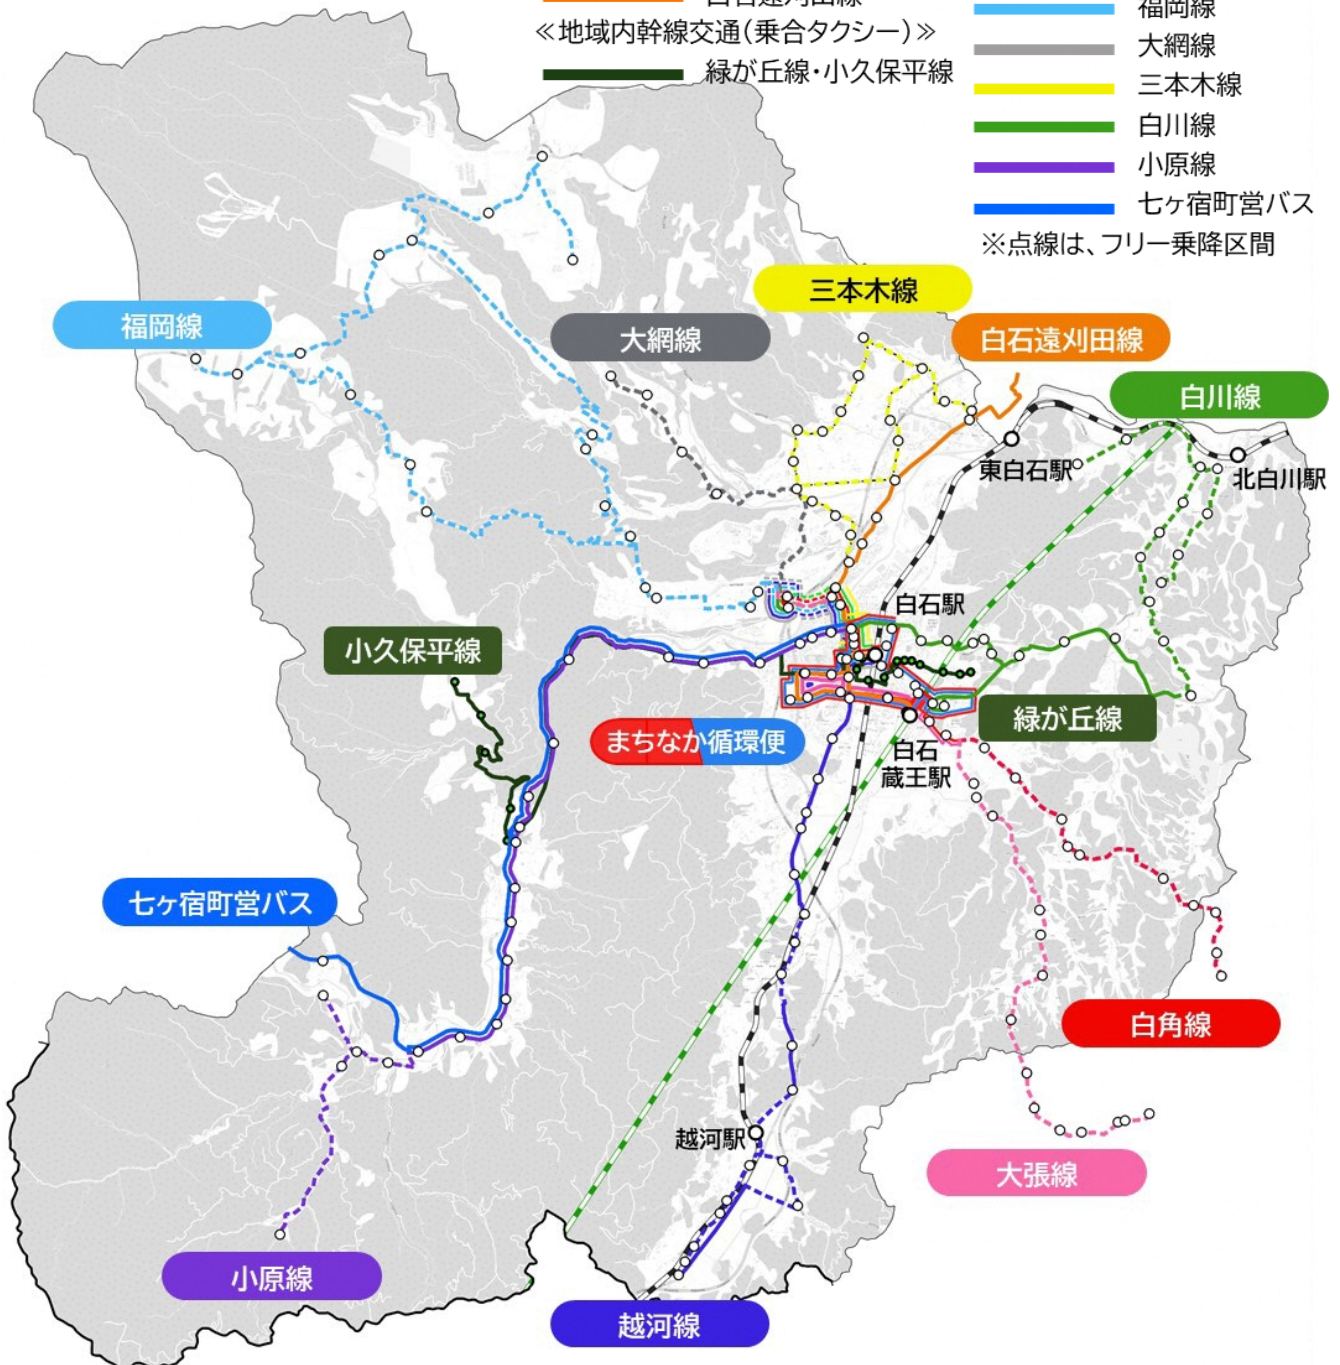 白石遠刈田線
≪地域内幹線交通（乗合タクシー）≫
緑が丘線・小久保平線
福岡線
大網線
三本木線
白川線
小原線
七ヶ宿町営バス
※点線は、フリー乗降区間
三本木線
福岡線
大網線
白石遠刈田線
白川線
東白石駅
北白川駅
白石駅
小久保平線
緑が丘線
まちなか循環便
白石
蔵王駅
七ヶ宿町営バス
白角線
越河駅
大張線
小原線
越河線